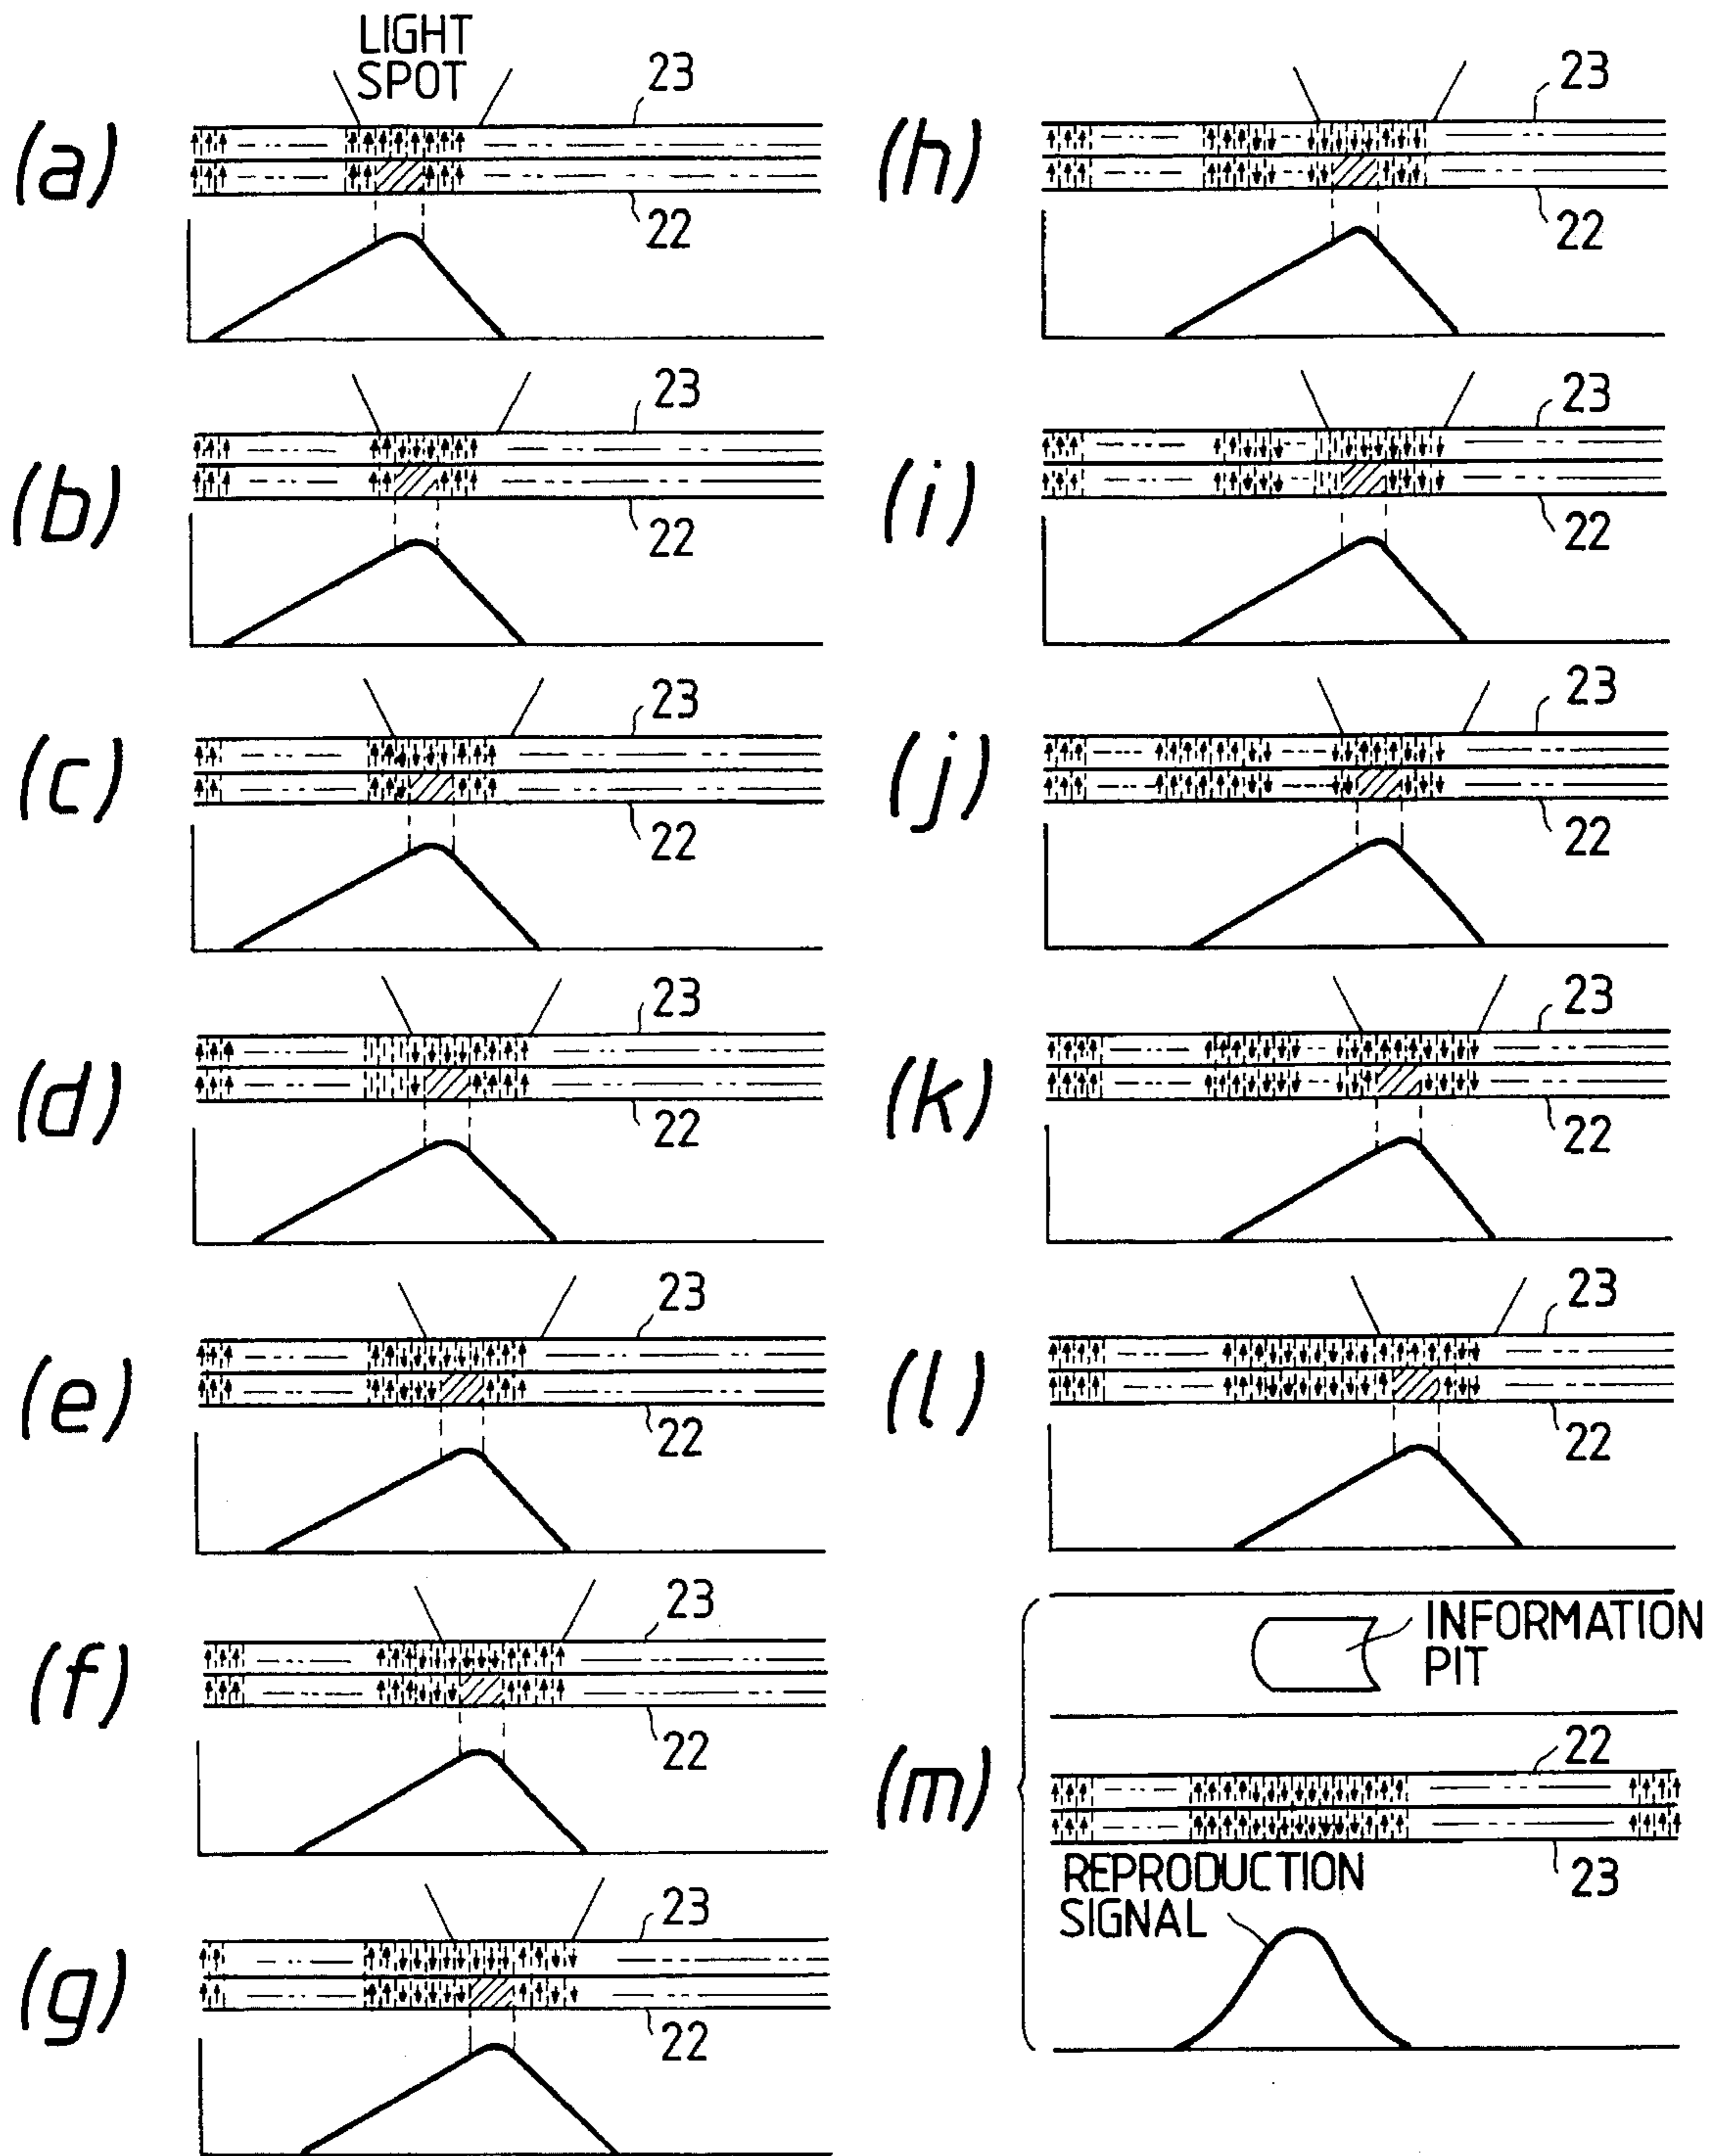 LIGHT
SPOT
(a)
23
22
(b)
23
22
(c)
23
22
(d)
23
22
(e)
23
22
(f)
23
22
(g)
23
22
(h)
23
22
(i)
23
22
(j)
23
22
(k)
23
22
(l)
23
22
(m)
INFORMATION
PIT
22
23
REPRODUCTION
SIGNAL